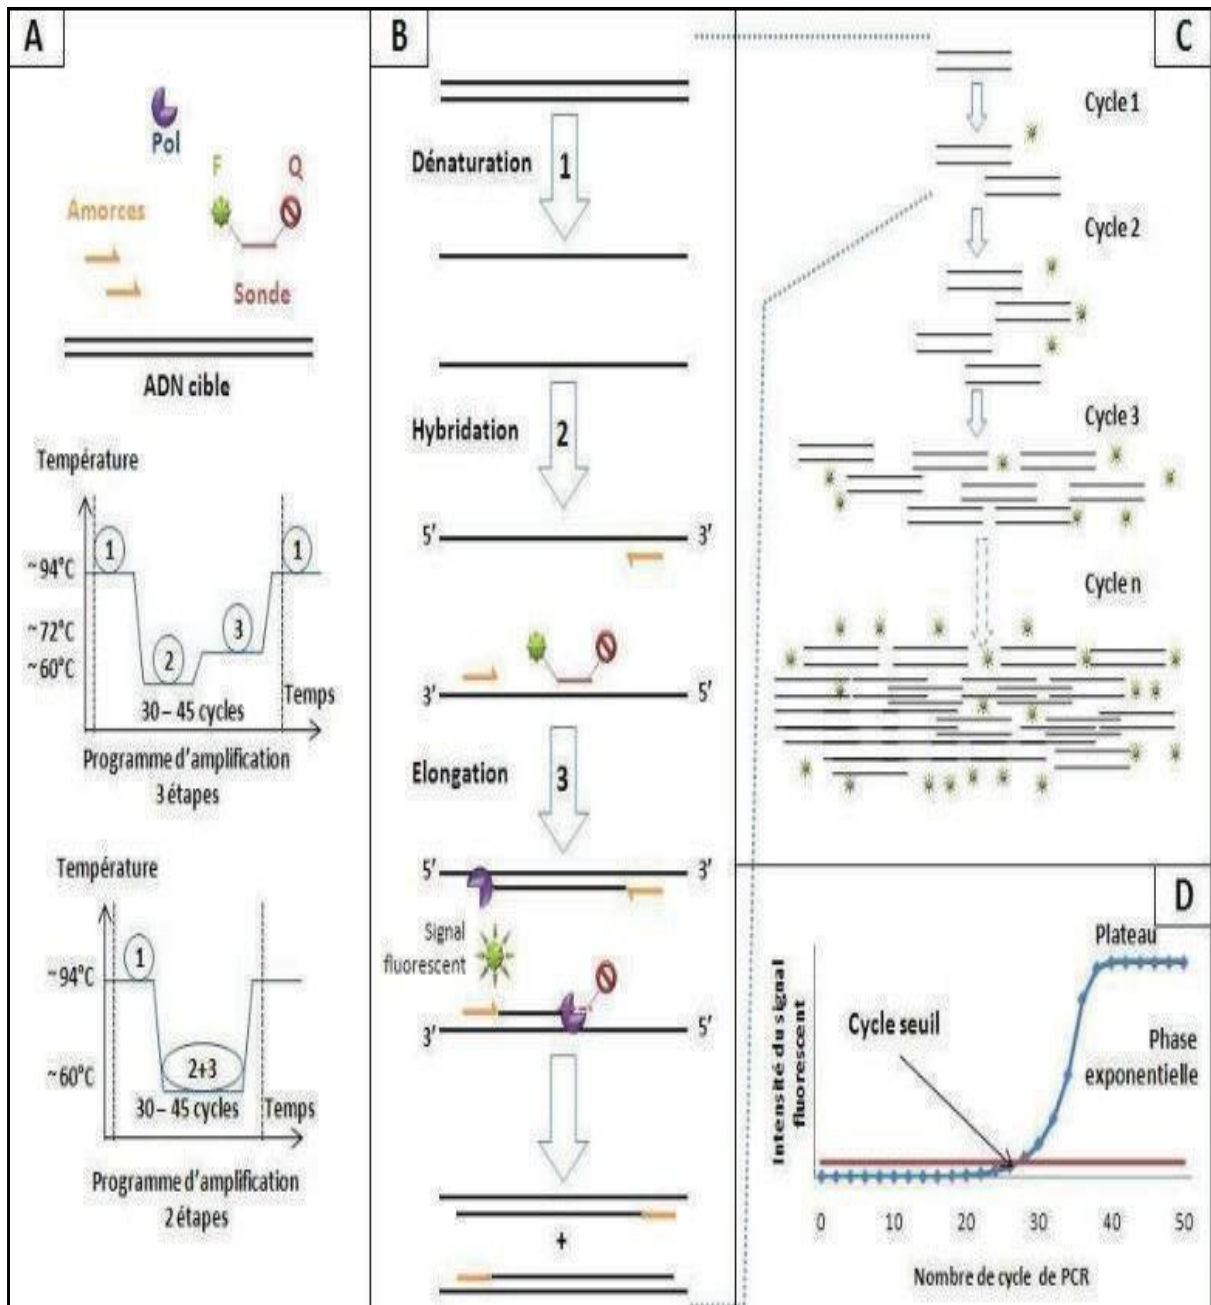 A
Pol
F
Q
Amorces
Sonde
ADN cible
Température
1
1
~94°C
3
~72°C
2
~60°C
Temps
30 – 45 cycles
Programme d'amplification
3 étapes
Température
1
~94°C
2+3
~60°C
30 – 45 cycles
Temps
Programme d'amplification
2 étapes
B
Dénaturation
1
Hybridation
2
5'
3'
3'
5'
Elongation
3
5'
3'
Signal
fluorescent
3'
5'
+
C
Cycle 1
Cycle 2
Cycle 3
Cycle n
D
Plateau
Cycle seuil
Phase
exponentielle
Intensité du signal
fluorescent
0 10 20 30 40 50
Nombre de cycle de PCR